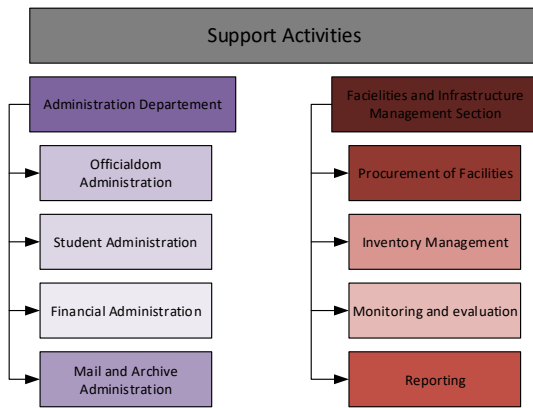 Support Activities
Administration Departement
Officialdom
Administration
Student Administration
Financial Administration
Mail and Archive
Administration
Facielities and Infrastructure
Management Section
Procurement of Facilities
Inventory Management
Monitoring and evaluation
Reporting